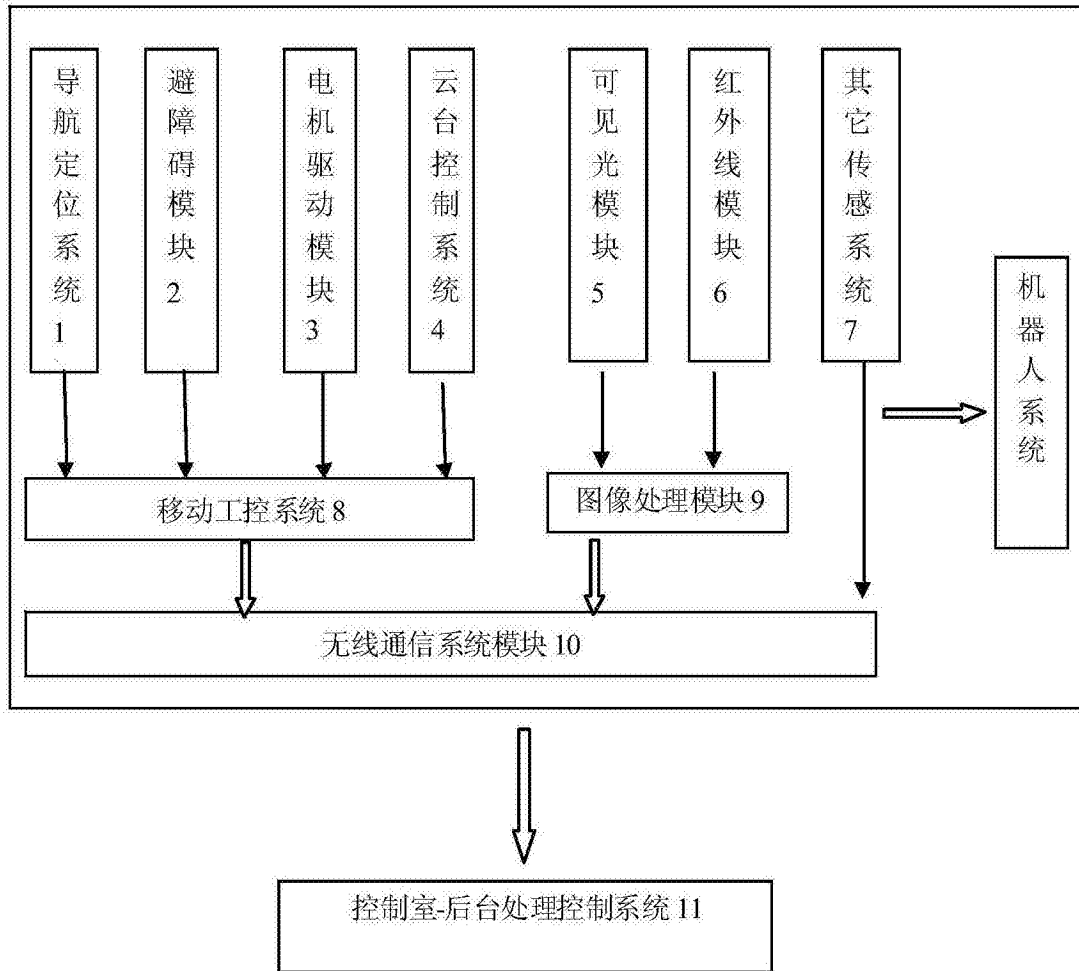 导航定位系统1
避障碍模块2
电机驱动模块3
云台控制系统4
可见光模块5
红外线模块6
其它传感系统7
机器人系统
移动工控系统8
图像处理模块9
无线通信系统模块10
控制室-后台处理控制系统11